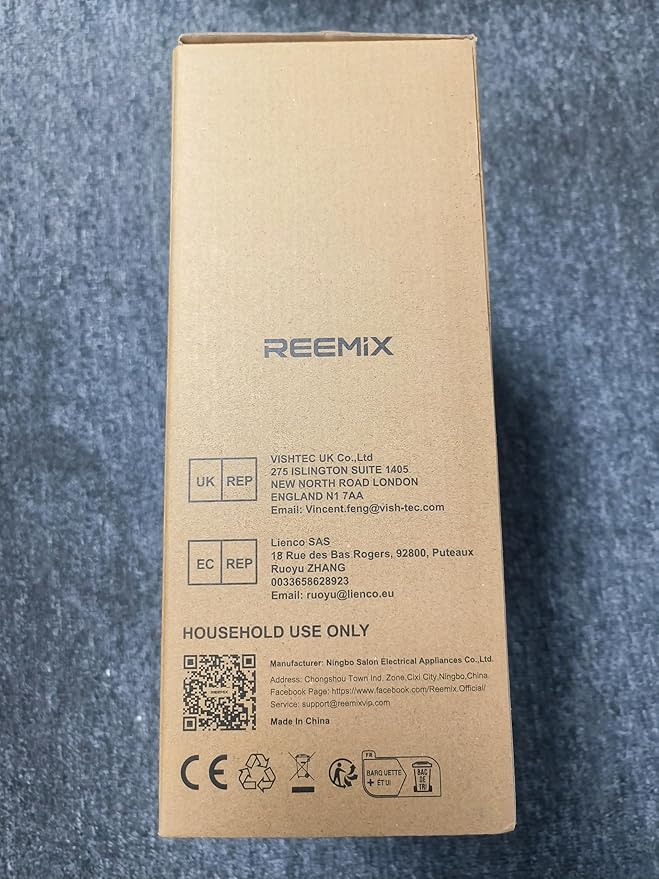 REEMiX
UK REP
VISHTEC UK Co.,Ltd
275 ISLINGTON SUITE 1405
NEW NORTH ROAD LONDON
ENGLAND N1 7AA
Email: Vincent.feng@vish-tec.com
EC REP
Lienco SAS
18 Rue des Bas Rogers, 92800, Puteaux
Ruoyu ZHANG
0033658628923
Email: ruoyu@lienco.eu
HOUSEHOLD USE ONLY
REEMiX
Manufacturer: Ningbo Salon Electrical Appliances Co.,Ltd.
Address: Chongshou Town Ind. Zone,Cixi City,Ningbo,China.
Facebook Page: https://www.facebook.com/Reemix.Official/
Service: support@reemixvip.com
Made In China
CE
FR
BARQUETTE
+ ÉTUI
BAC
DE
TRI